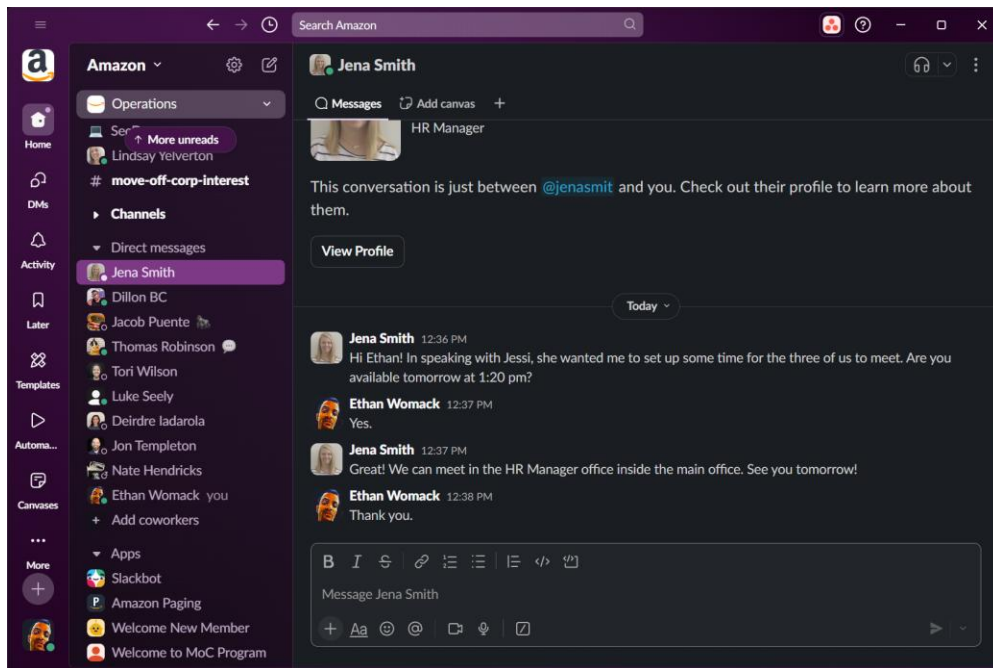 Search Amazon
a
Amazon
Operations
↑ More unreads
Lindsay Yelverton
# move-off-corp-interest
Channels
Direct messages
Jena Smith
Dillon BC
Jacob Puente
Thomas Robinson
Tori Wilson
Luke Seely
Deirdre Iadarola
Jon Templeton
Nate Hendricks
Ethan Womack you
+ Add coworkers
Apps
Slackbot
Amazon Paging
Welcome New Member
Welcome to MoC Program
Home
DMs
Activity
Later
Templates
Automa...
Canvases
More
Jena Smith
Messages Add canvas +
HR Manager
This conversation is just between @jenasmit and you. Check out their profile to learn more about
them.
View Profile
Today
Jena Smith 12:36 PM
Hi Ethan! In speaking with Jessi, she wanted me to set up some time for the three of us to meet. Are you
available tomorrow at 1:20 pm?
Ethan Womack 12:37 PM
Yes.
Jena Smith 12:37 PM
Great! We can meet in the HR Manager office inside the main office. See you tomorrow!
Ethan Womack 12:38 PM
Thank you.
B I S
Message Jena Smith
+ Aa @